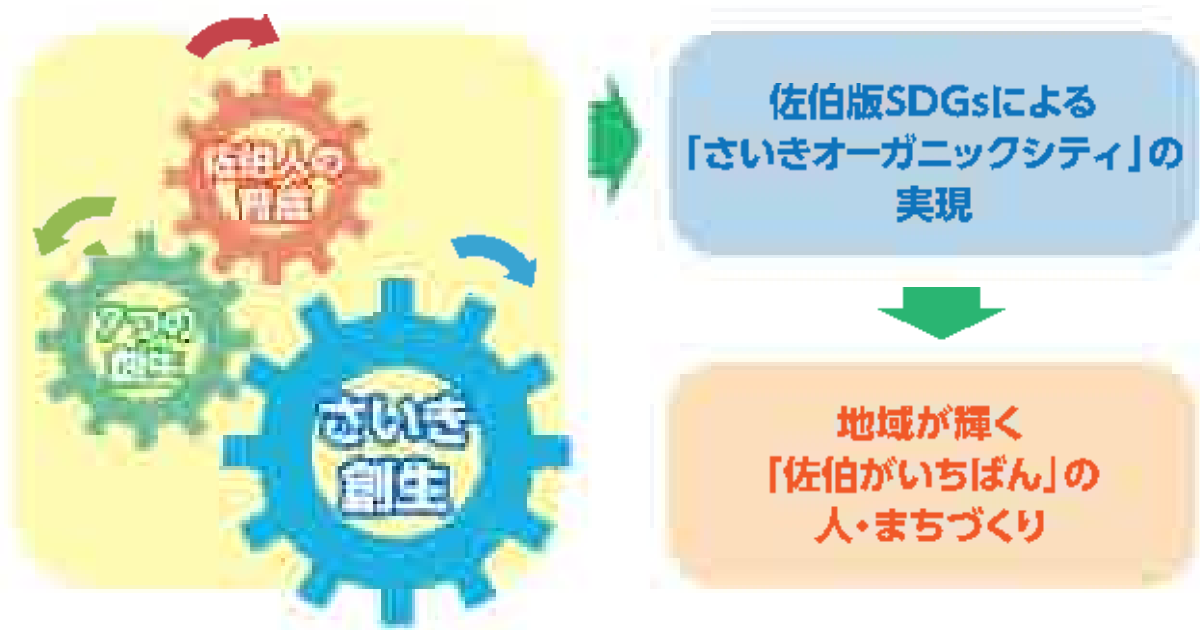 佐伯人の
7つの
創生
さいき
創生
佐伯版SDGsによる
「さいきオーガニックシティ」の
実現
地域が輝く
「佐伯がいちばん」の
人・まちづくり